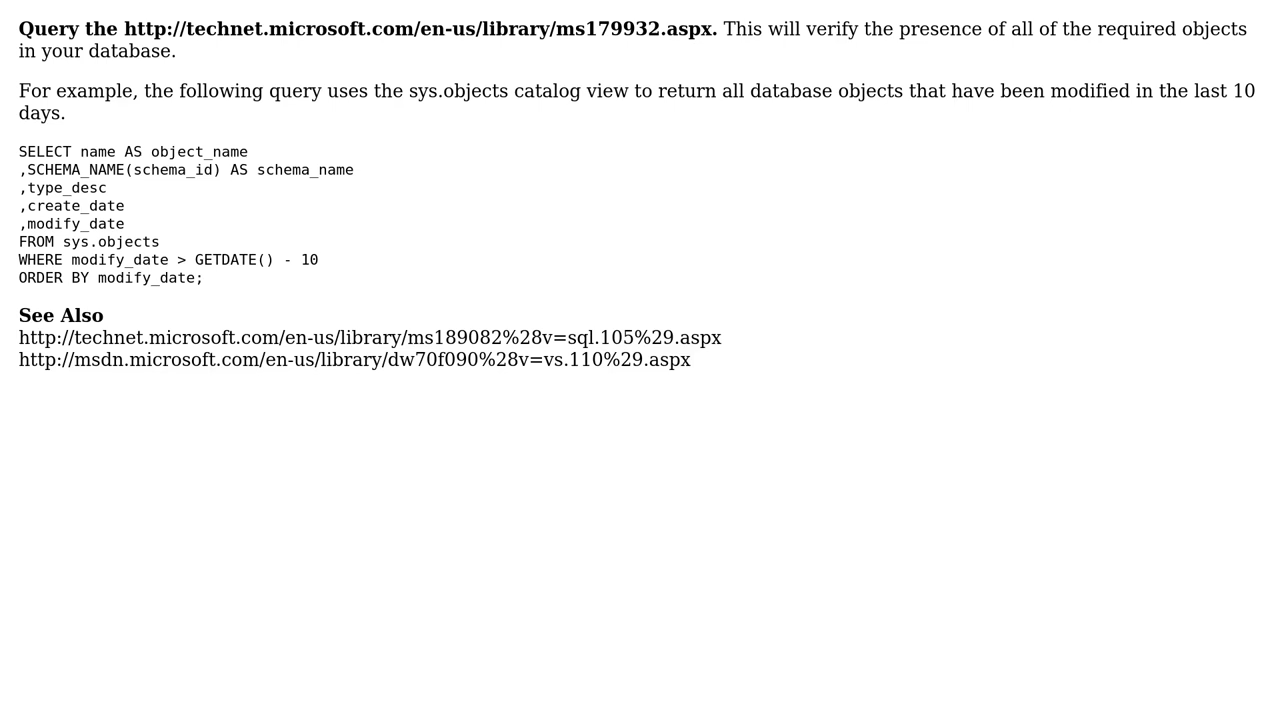 Query the http://technet.microsoft.com/en-us/library/ms179932.aspx. This will verify the presence of all of the required objects
in your database.
For example, the following query uses the sys.objects catalog view to return all database objects that have been modified in the last 10
days.
SELECT name AS object_name
,SCHEMA_NAME(schema_id) AS schema_name
,type_desc
,create_date
,modify_date
FROM sys.objects
WHERE modify_date > GETDATE() - 10
ORDER BY modify_date;
See Also
http://technet.microsoft.com/en-us/library/ms189082%28v=sql.105%29.aspx
http://msdn.microsoft.com/en-us/library/dw70f090%28v=vs.110%29.aspx